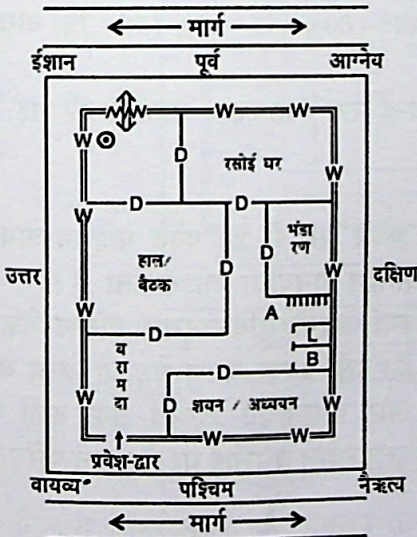 मार्ग
ईशान पूर्व आग्नेय
W W W
W
D
रसोई घर
W
D D
W
भंडा
रण
हाल/
बैठक
D
D
उत्तर
W
दक्षिण
A
W
L
D
B
व
रा
म
दा
D
W
D
शयन / अध्ययन
W
W W
प्रवेश-द्वार
वायव्य पश्चिम नैऋत्य
मार्ग